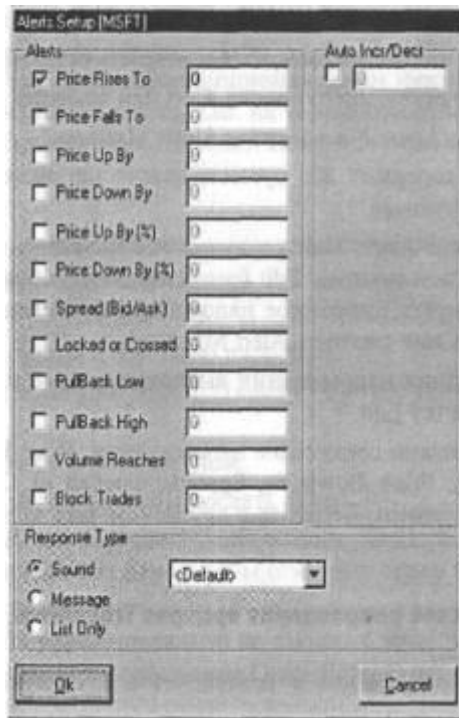 Alerts Setup [MSFT]
Alerts
Price Rises To 0
Price Falls To 0
Price Up By 0
Price Down By 0
Price Up By (%) 0
Price Down By (%) 0
Spread (Bid/Ask) 0
Locked or Crossed 0
PullBack Low 0
PullBack High 0
Volume Reaches 0
Block Trades 0
Auto Incr/Decr
0
Response Type
Sound
<Default>
Message
List Only
Ok
Cancel